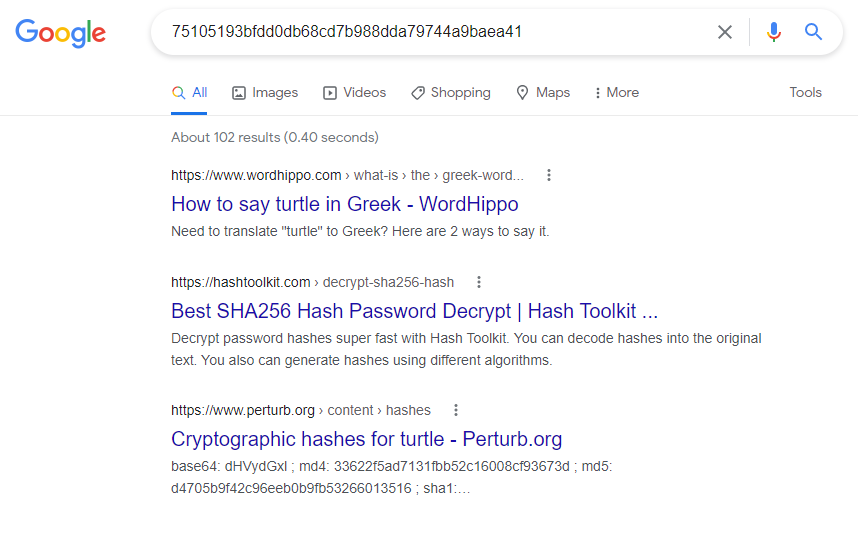 Google
75105193bfdd0db68cd7b988dda79744a9baea41
All Images Videos Shopping Maps More Tools
About 102 results (0.40 seconds)
https://www.wordhippo.com › what-is › the › greek-word...
How to say turtle in Greek - WordHippo
Need to translate "turtle" to Greek? Here are 2 ways to say it.
https://hashtoolkit.com › decrypt-sha256-hash
Best SHA256 Hash Password Decrypt | Hash Toolkit ...
Decrypt password hashes super fast with Hash Toolkit. You can decode hashes into the original
text. You also can generate hashes using different algorithms.
https://www.perturb.org › content › hashes
Cryptographic hashes for turtle - Perturb.org
base64: dHVydGxl ; md4: 33622f5ad7131fbb52c16008cf93673d ; md5:
d4705b9f42c96eeb0b9fb53266013516 ; sha1:...